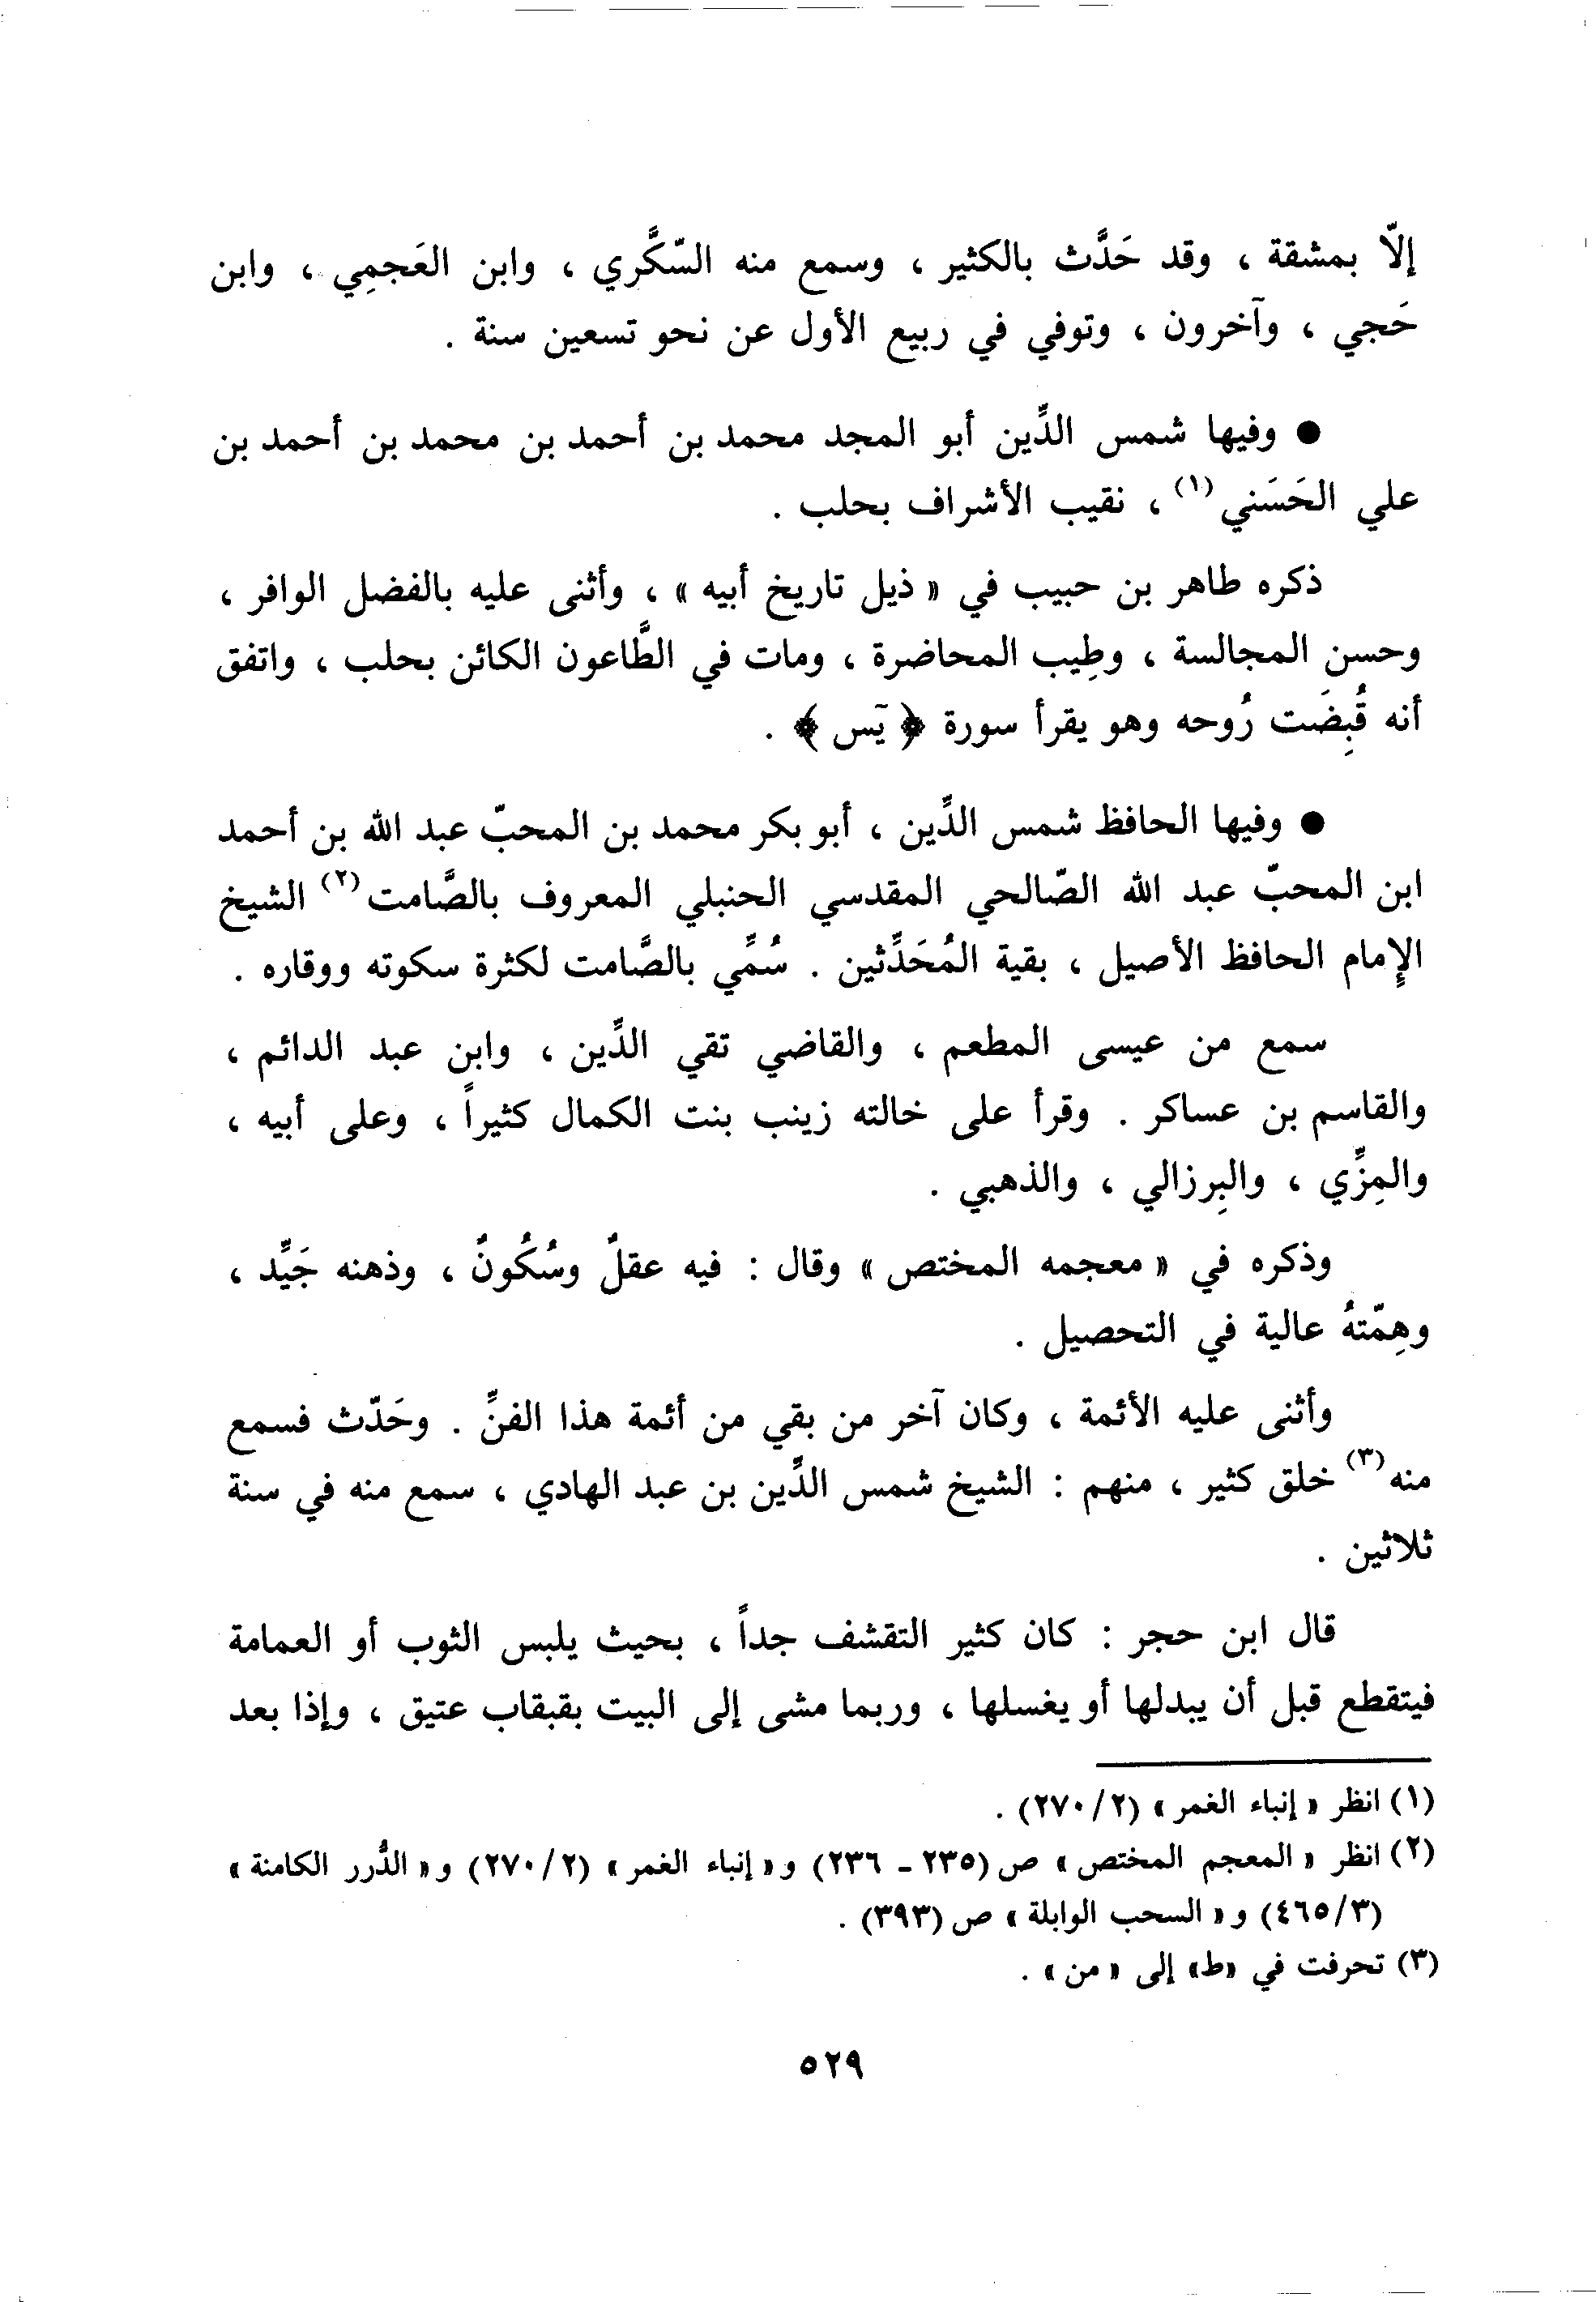 إلاّ بمشقة ، وقد حَدَّث بالكثير ، وسمع منه السّكَّري ، وابن العَجمِي ، وابن
حَجي ، وآخرون ، وتوفي في ربيع الأول عن نحو تسعين سنة .
● وفيها شمس الدِّين أبو المجد محمد بن أحمد بن محمد بن أحمد بن
علي الحَسَني(١) ، نقيب الأشراف بحلب .
ذكره طاهر بن حبيب في « ذيل تاريخ أبيه » ، وأثنى عليه بالفضل الوافر ،
وحسن المجالسة ، وطِيب المحاضرة ، ومات في الطَّاعون الكائن بحلب ، واتفق
أنه قُبِضَت رُوحه وهو يقرأ سورة ﴿ يَس ﴾ .
● وفيها الحافظ شمس الدِّين ، أبو بكر محمد بن المحبّ عبد الله بن أحمد
ابن المحبّ عبد الله الصّالحي المقدسي الحنبلي المعروف بالصَّامت(٢) الشيخ
الإمام الحافظ الأصيل ، بقية المُحَدِّثين . سُمِّي بالصَّامت لكثرة سكوته ووقاره .
سمع من عيسى المطعم ، والقاضي تقي الدِّين ، وابن عبد الدائم ،
والقاسم بن عساكر . وقرأ على خالته زينب بنت الكمال كثيراً ، وعلى أبيه ،
والمِزِّي ، والبِرزالي ، والذهبي .
وذكره في « معجمه المختص » وقال : فيه عقلٌ وسُكُونٌ ، وذهنه جَيِّد ،
وهِمّتهُ عالية في التحصيل .
وأثنى عليه الأئمة ، وكان آخر من بقي من أئمة هذا الفنِّ . وحَدّث فسمع
منه(٣) خلق كثير ، منهم : الشيخ شمس الدِّين بن عبد الهادي ، سمع منه في سنة
ثلاثين .
قال ابن حجر : كان كثير التقشف جداً ، بحيث يلبس الثوب أو العمامة
فيتقطع قبل أن يبدلها أو يغسلها ، وربما مشى إلى البيت بقبقاب عتيق ، وإذا بعد
(١) انظر « إنباء الغمر » (٢/ ٢٧٠) .
(٢) انظر « المعجم المختص » ص (٢٣٥ - ٢٣٦) و« إنباء الغمر » (٢/ ٢٧٠) و« الدُّرر الكامنة »
(٣/ ٤٦٥) و« السحب الوابلة » ص (٣٩٣) .
(٣) تحرفت في «ط» إلى « من » .
٥٢٩